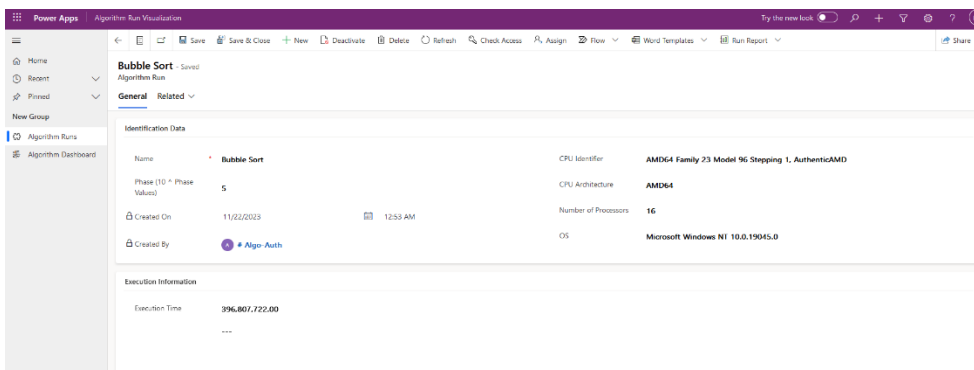 Power Apps Algorithm Run Visualization Try the new look
Save Save & Close New Deactivate Delete Refresh Check Access Assign Flow Word Templates Run Report Share
Home
Recent
Pinned
New Group
Algorithm Runs
Algorithm Dashboard
Bubble Sort - Saved
Algorithm Run
General Related
Identification Data
Name * Bubble Sort
Phase (10 ^ Phase
Values)
5
Created On 11/22/2023 12:53 AM
Created By A # Algo-Auth
CPU Identifier AMD64 Family 23 Model 96 Stepping 1, AuthenticAMD
CPU Architecture AMD64
Number of Processors 16
OS Microsoft Windows NT 10.0.19045.0
Execution Information
Execution Time 396,807,722.00
---